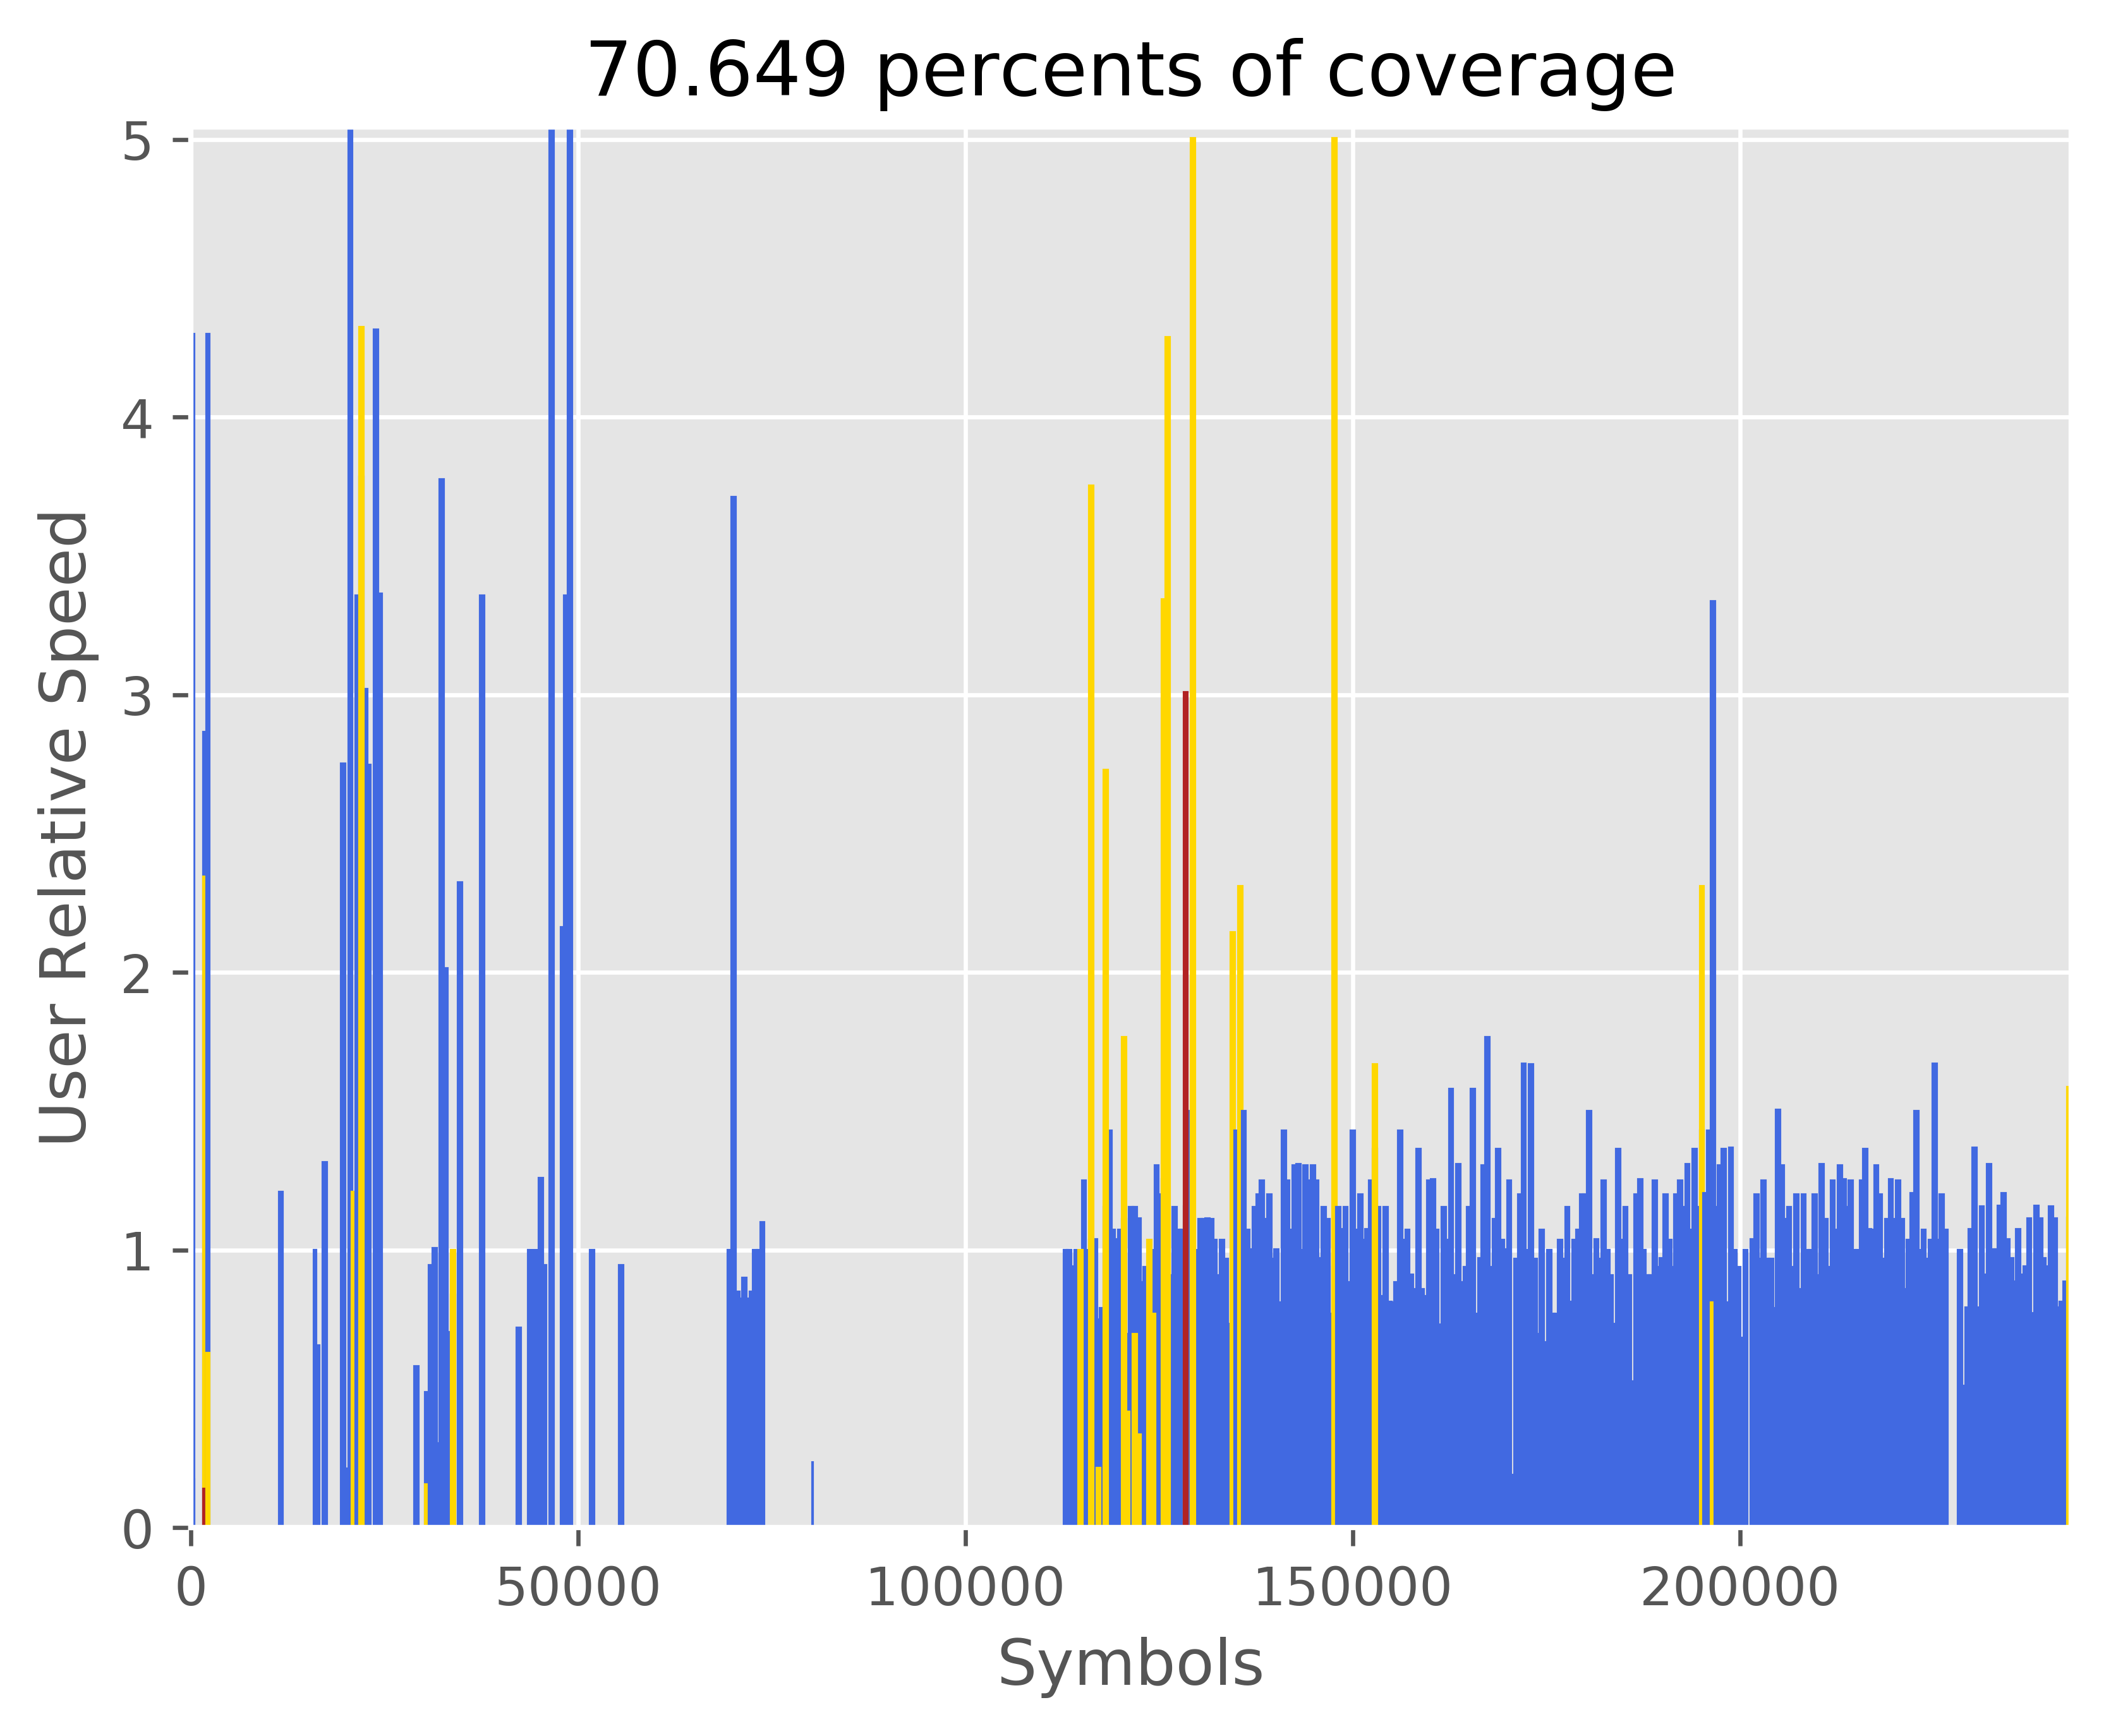 70.649 percents of coverage
User Relative Speed
5
4
3
2
1
0
0 50000 100000 150000 200000
Symbols